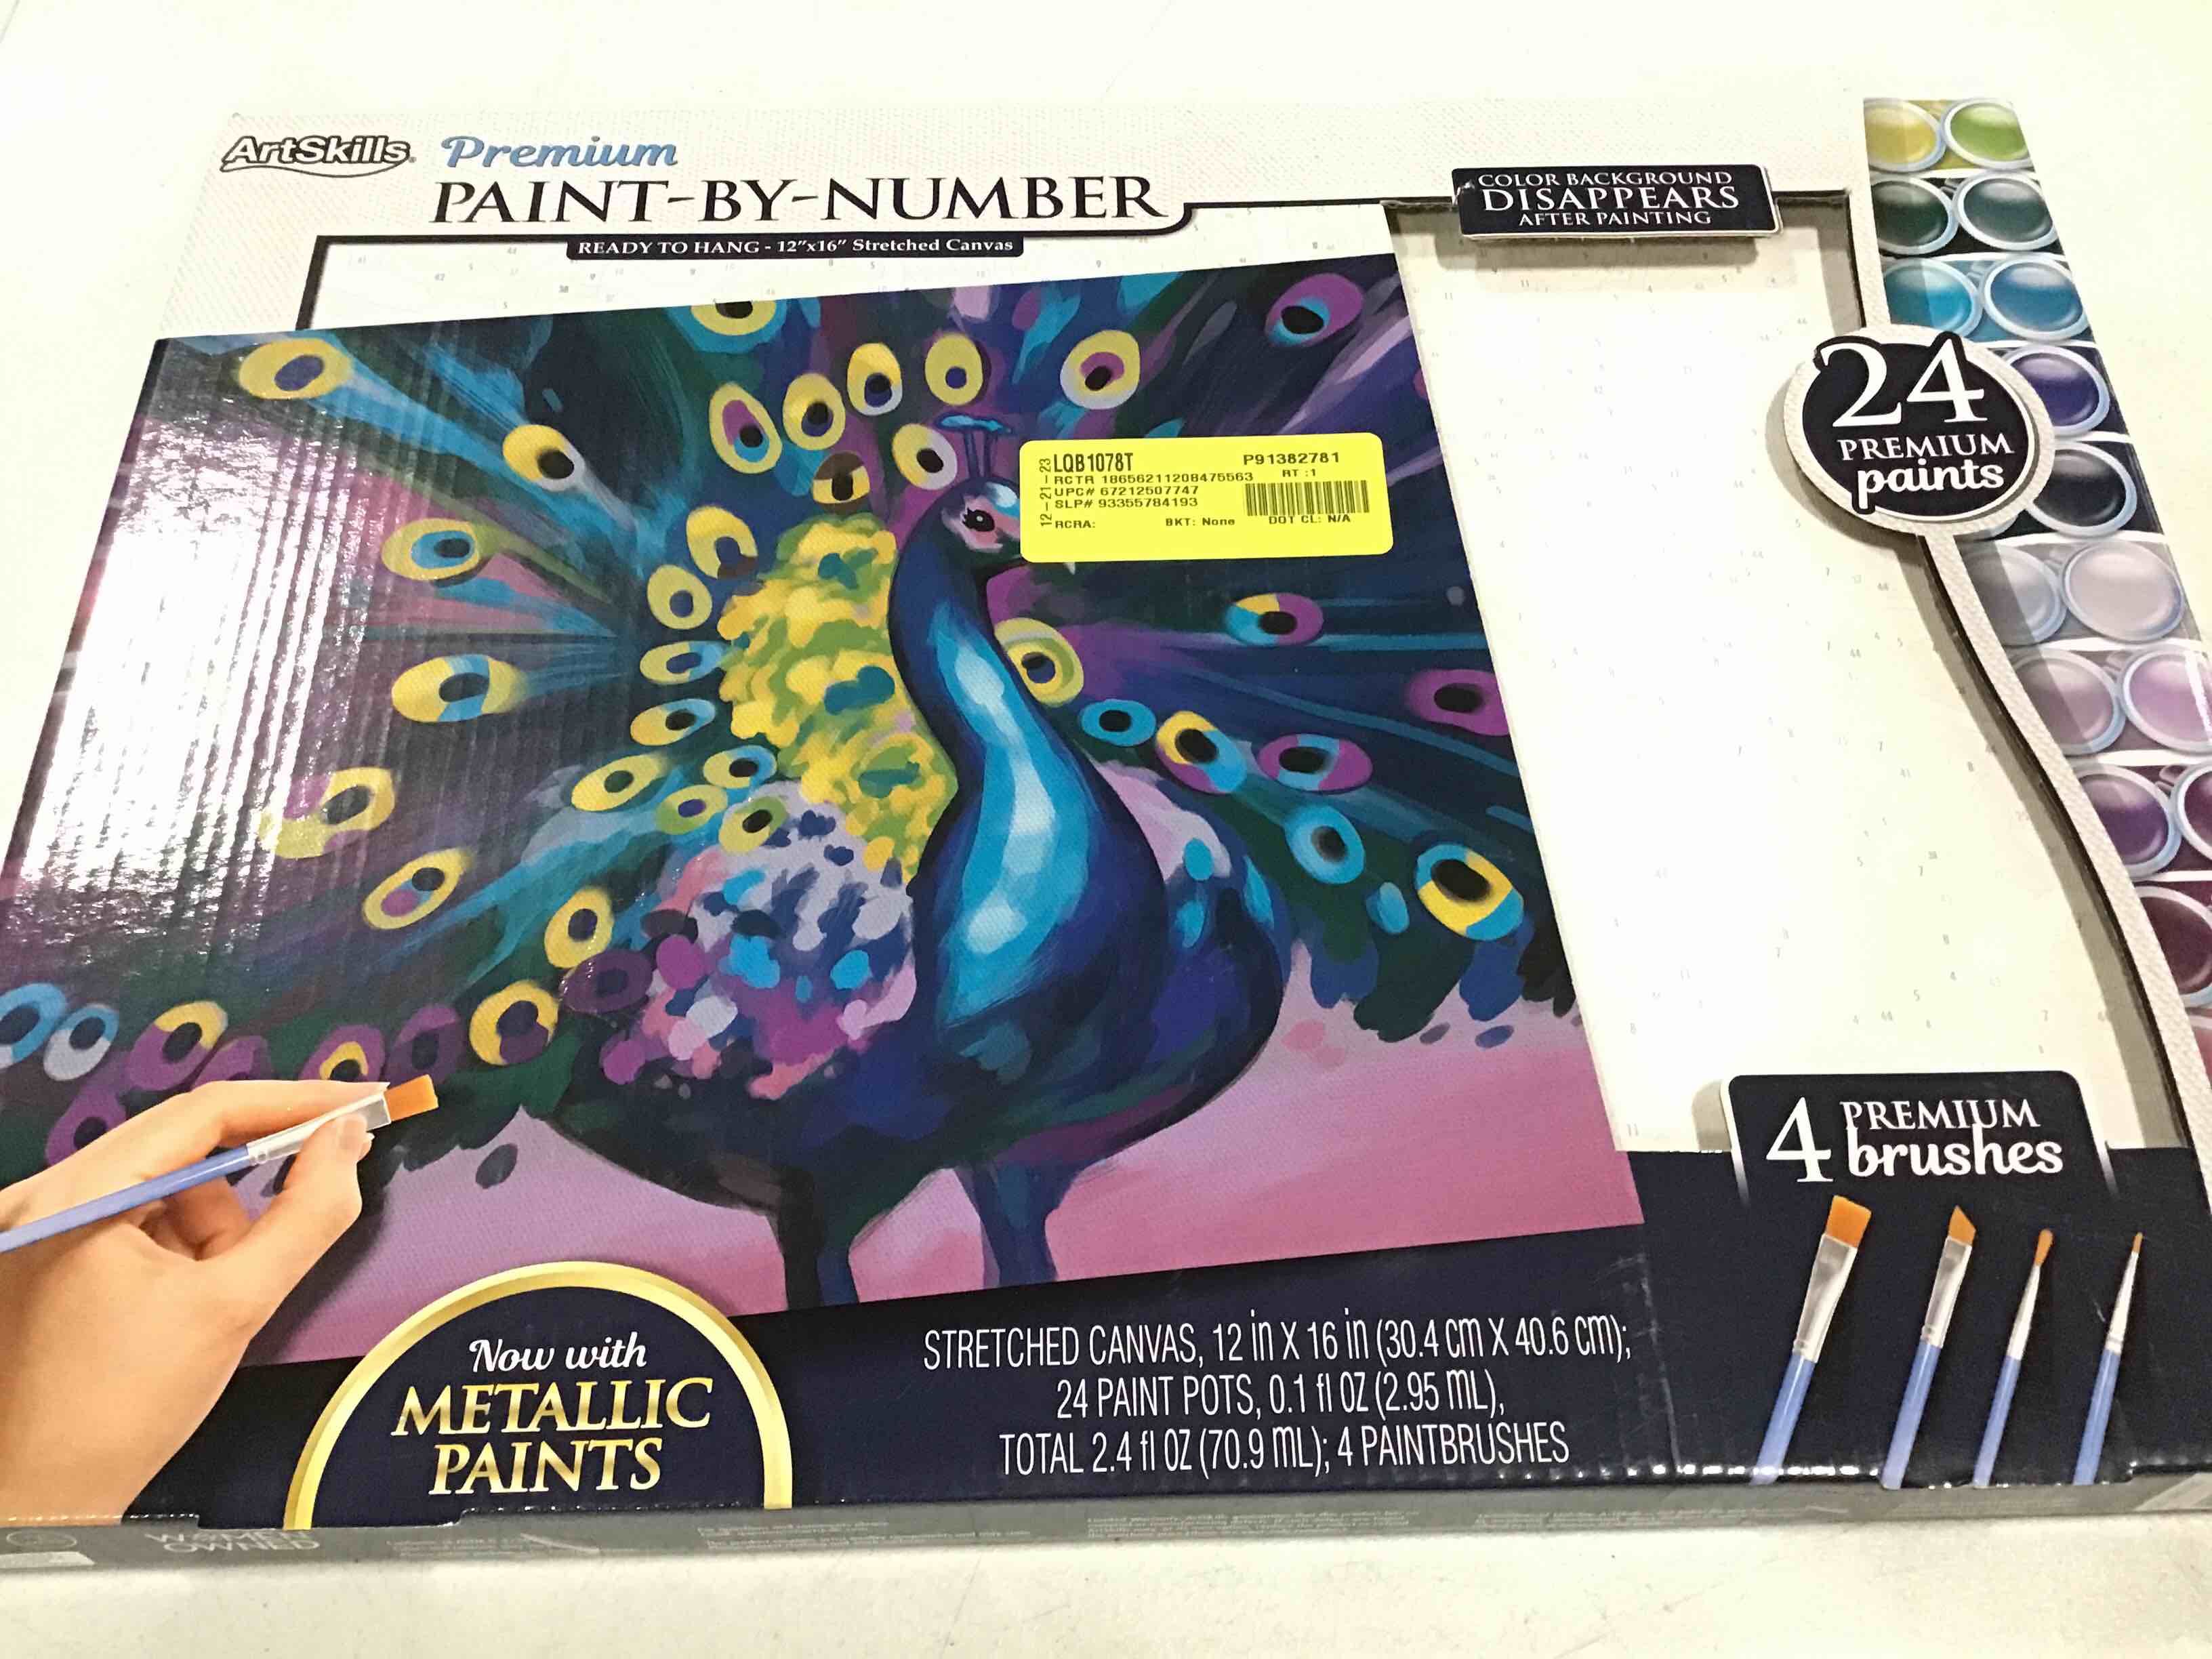 ArtSkills Premium
PAINT-BY-NUMBER
READY TO HANG - 12"x16" Stretched Canvas
COLOR BACKGROUND
DISAPPEARS
AFTER PAINTING
24
PREMIUM
paints
12-21-23
LQB1078T P91382781
RCTR 18656211208475563 RT :1
UPC# 67212507747
SLP# 93355784193
RCRA: BKT: None DOT CL: N/A
4 PREMIUM
brushes
Now with
METALLIC
PAINTS
STRETCHED CANVAS, 12 in X 16 in (30.4 cm X 40.6 cm);
24 PAINT POTS, 0.1 fl OZ (2.95 mL),
TOTAL 2.4 fl OZ (70.9 mL); 4 PAINTBRUSHES
OWNED